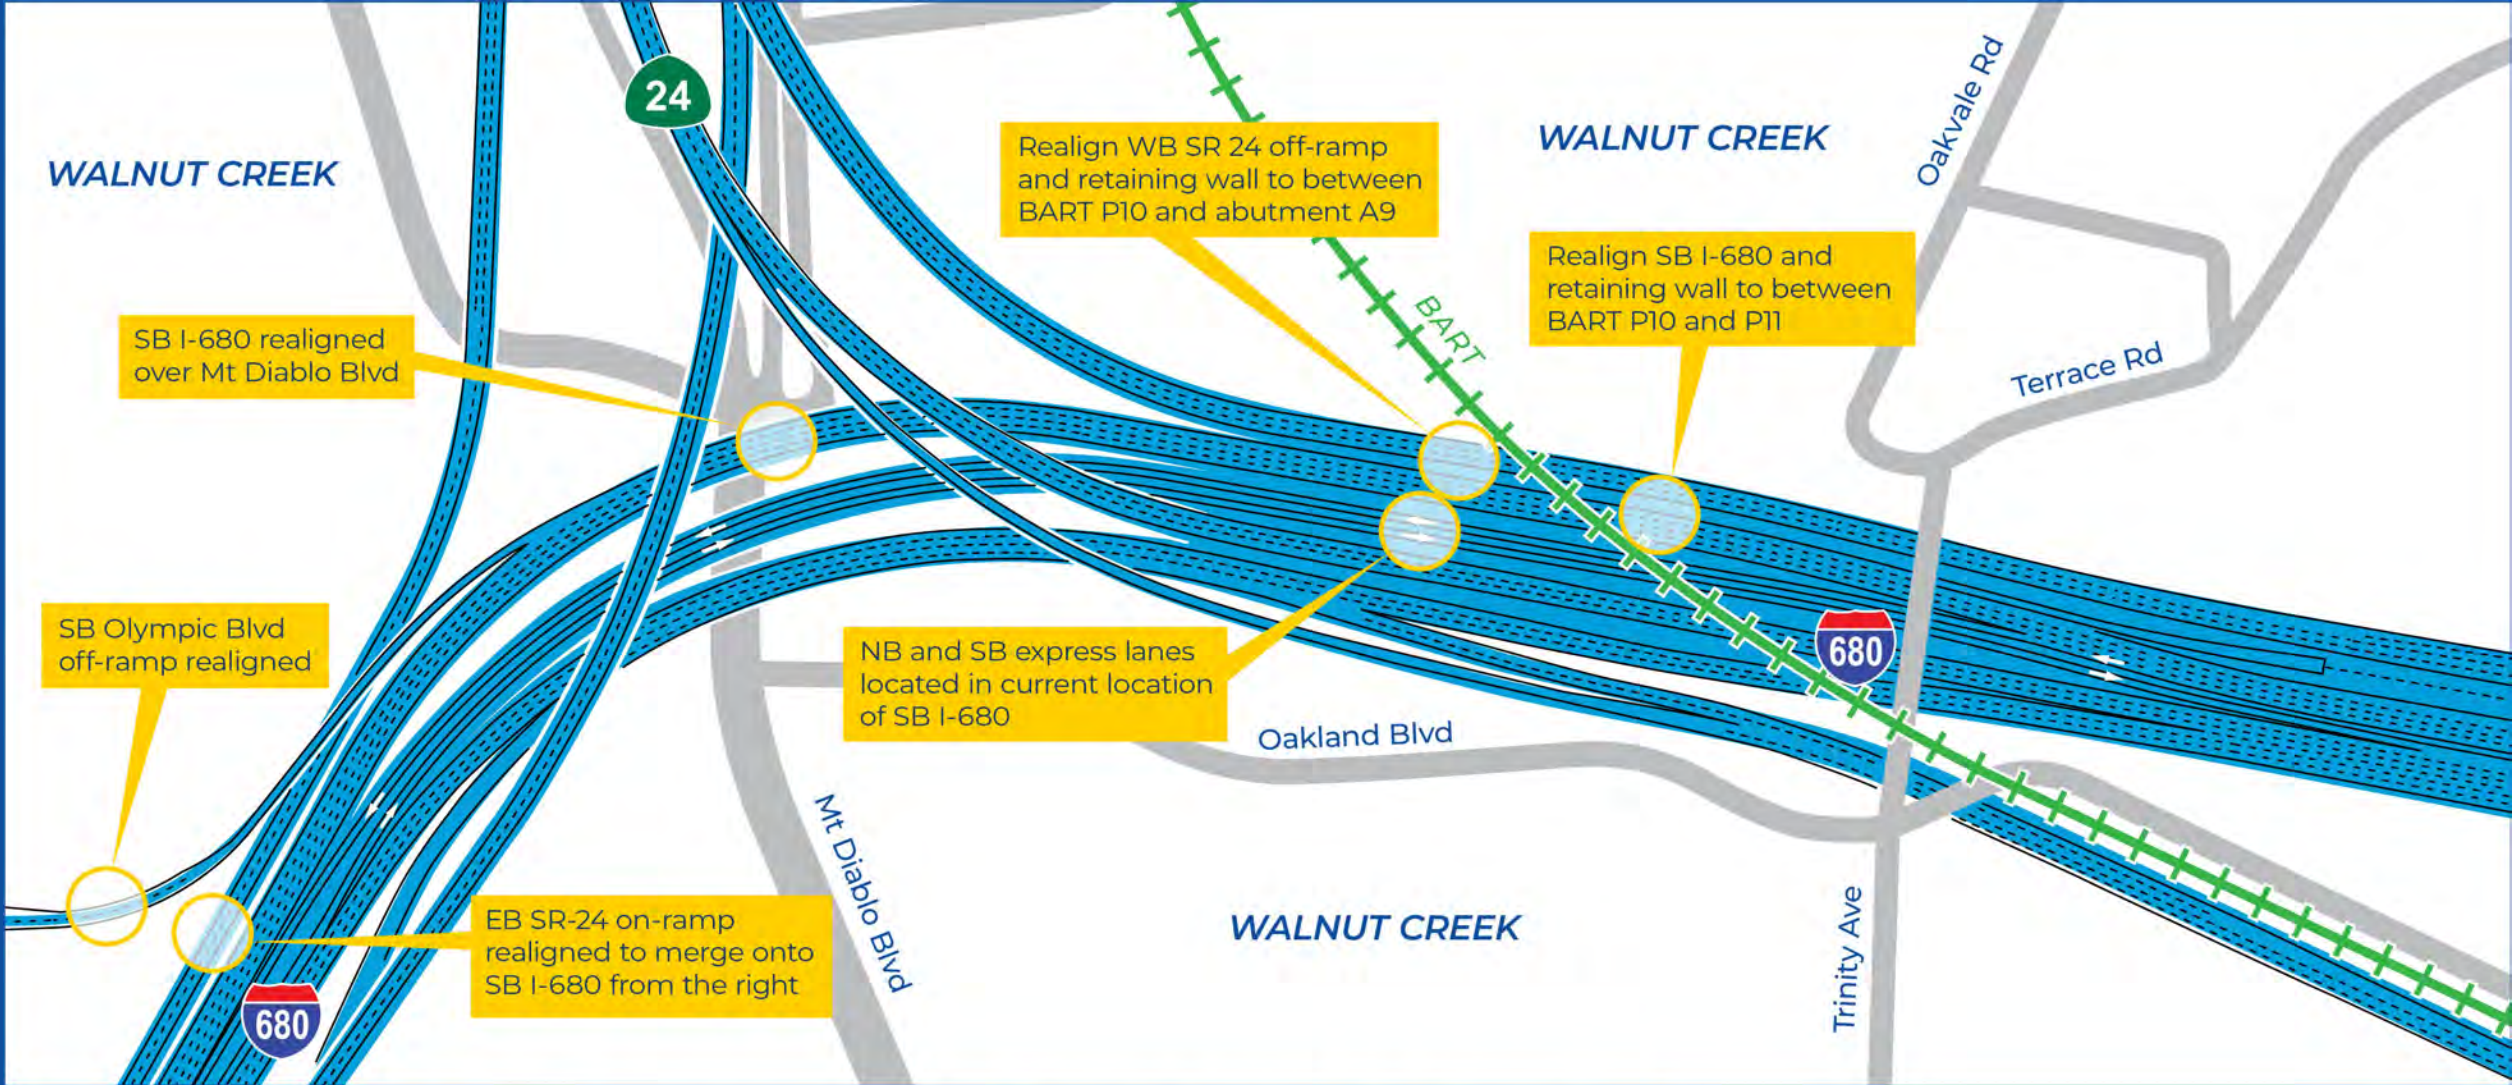 24
WALNUT CREEK
Realign WB SR 24 off-ramp
and retaining wall to between
BART P10 and abutment A9
WALNUT CREEK
Oakvale Rd
Realign SB I-680 and
retaining wall to between
BART P10 and P11
SB I-680 realigned
over Mt Diablo Blvd
BART
Terrace Rd
SB Olympic Blvd
off-ramp realigned
NB and SB express lanes
located in current location
of SB I-680
680
Oakland Blvd
Mt Diablo Blvd
EB SR-24 on-ramp
realigned to merge onto
SB I-680 from the right
WALNUT CREEK
Trinity Ave
680